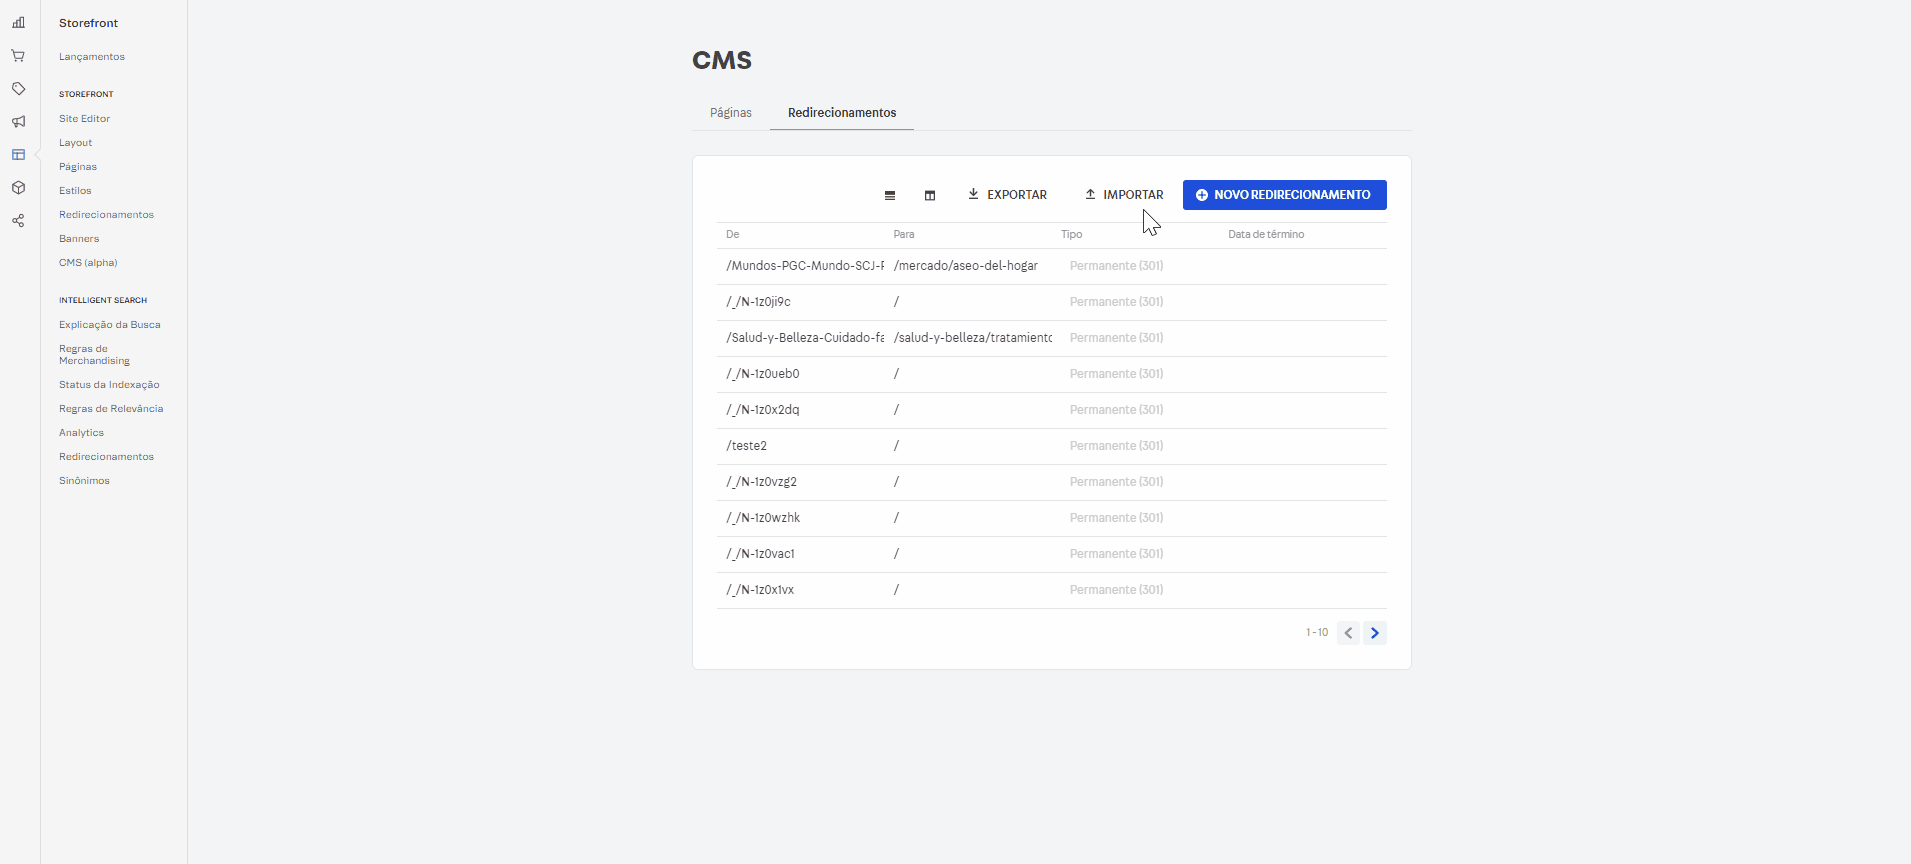 Storefront
Lançamentos
STOREFRONT
Site Editor
Layout
Páginas
Estilos
Redirecionamentos
Banners
CMS (alpha)
INTELLIGENT SEARCH
Explicação da Busca
Regras de
Merchandising
Status da Indexação
Regras de Relevância
Analytics
Redirecionamentos
Sinônimos
CMS
Páginas Redirecionamentos
EXPORTAR IMPORTAR NOVO REDIRECIONAMENTO
De Para Tipo Data de término
/Mundos-PGC-Mundo-SCJ- /mercado/aseo-del-hogar Permanente (301)
/_/N-1z0ji9c / Permanente (301)
/Salud-y-Belleza-Cuidado-fa /salud-y-belleza/tratamiento Permanente (301)
/_/N-1z0ueb0 / Permanente (301)
/_/N-1z0x2dq / Permanente (301)
/teste2 / Permanente (301)
/_/N-1z0vzg2 / Permanente (301)
/_/N-1z0wzhk / Permanente (301)
/_/N-1z0vac1 / Permanente (301)
/_/N-1z0x1vx / Permanente (301)
1 - 10